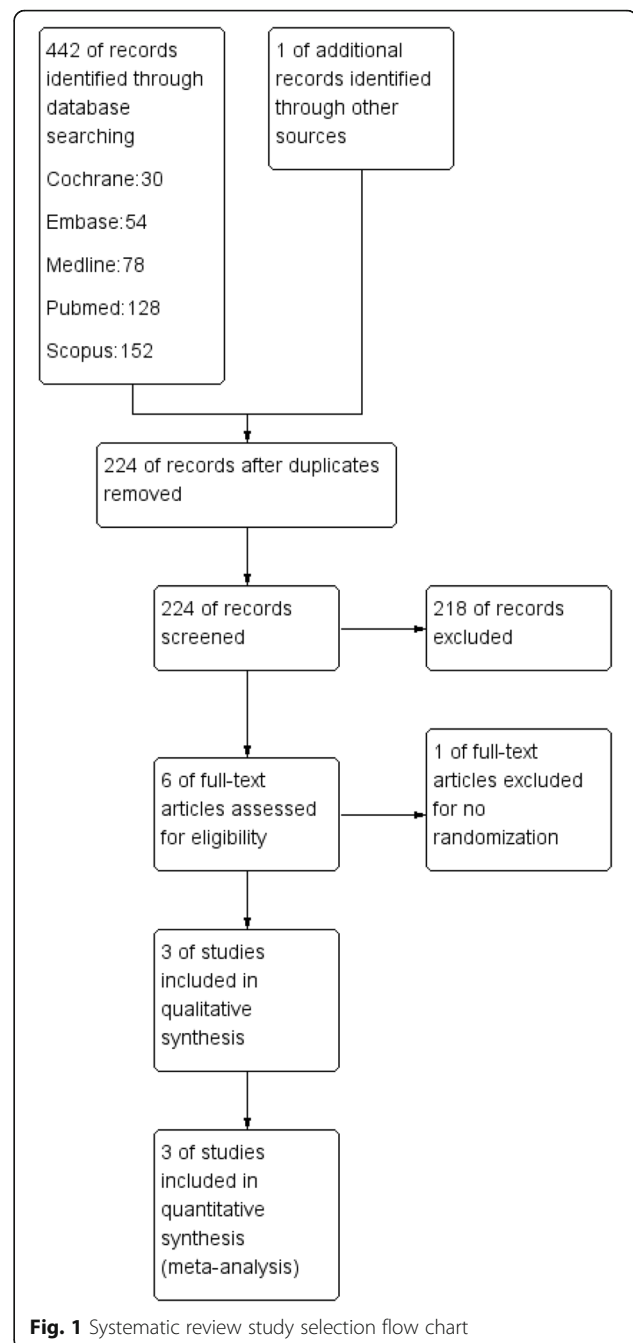 442 of records
identified through
database
searching
Cochrane:30
Embase:54
Medline:78
Pubmed:128
Scopus:152
1 of additional
records identified
through other
sources
224 of records after duplicates
removed
224 of records
screened
218 of records
excluded
6 of full-text
articles assessed
for eligibility
1 of full-text
articles excluded
for no
randomization
3 of studies
included in
qualitative
synthesis
3 of studies
included in
quantitative
synthesis
(meta-analysis)
Fig. 1 Systematic review study selection flow chart